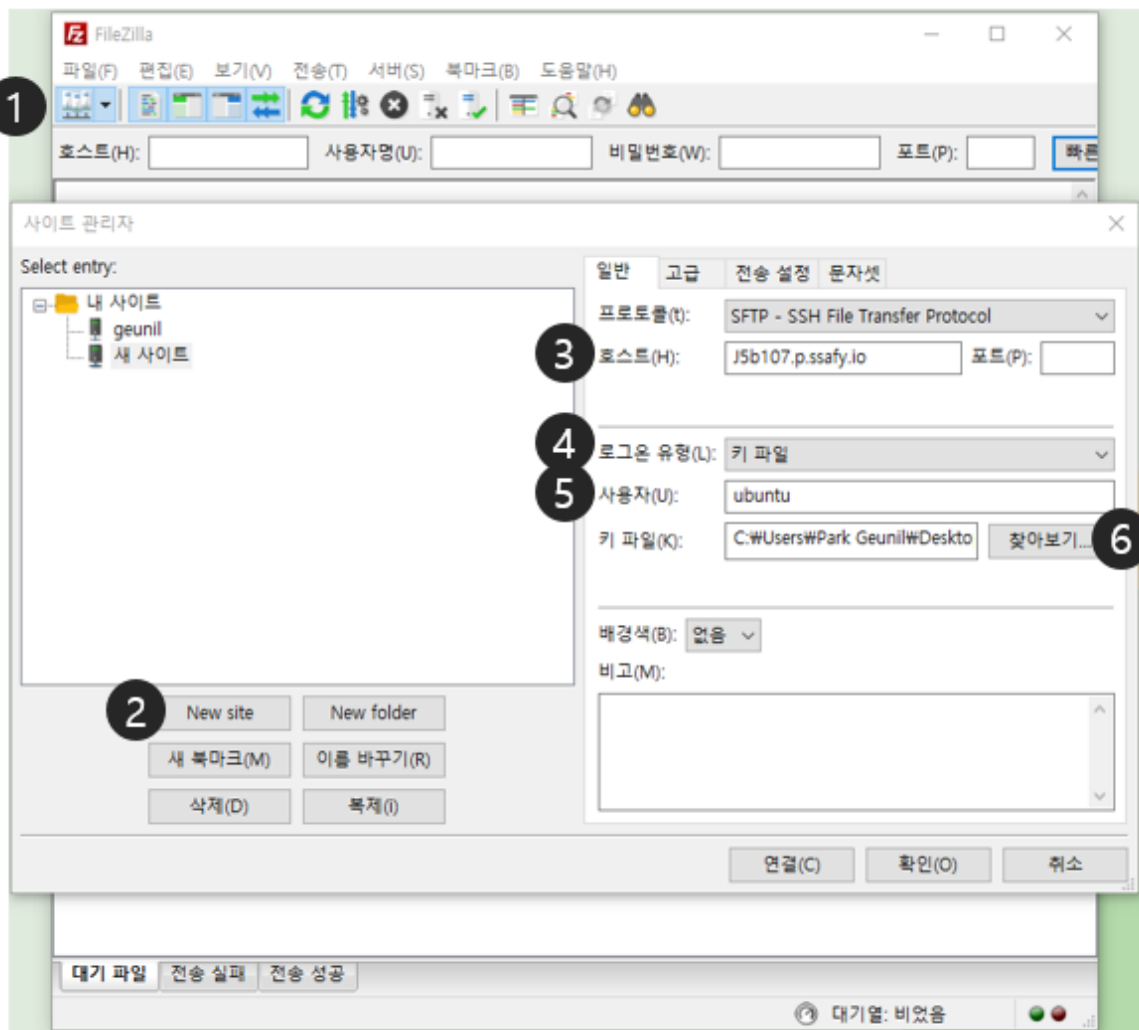 FileZilla
파일(F) 편집(E) 보기(V) 전송(T) 서버(S) 북마크(B) 도움말(H)
1
호스트(H): 사용자명(U): 비밀번호(W): 포트(P): 빠른
사이트 관리자
Select entry:
내 사이트
geunil
새 사이트
2
New site New folder
새 북마크(M) 이름 바꾸기(R)
삭제(D) 복제(i)
일반 고급 전송 설정 문자셋
프로토콜(t): SFTP - SSH File Transfer Protocol
3 호스트(H): J5b107.p.ssafy.io 포트(P):
4 로그온 유형(L): 키 파일
5 사용자(U): ubuntu
키 파일(K): C:₩Users₩Park Geunil₩Deskto 찾아보기... 6
배경색(B): 없음
비고(M):
연결(C) 확인(O) 취소
대기 파일 전송 실패 전송 성공
대기열: 비었음